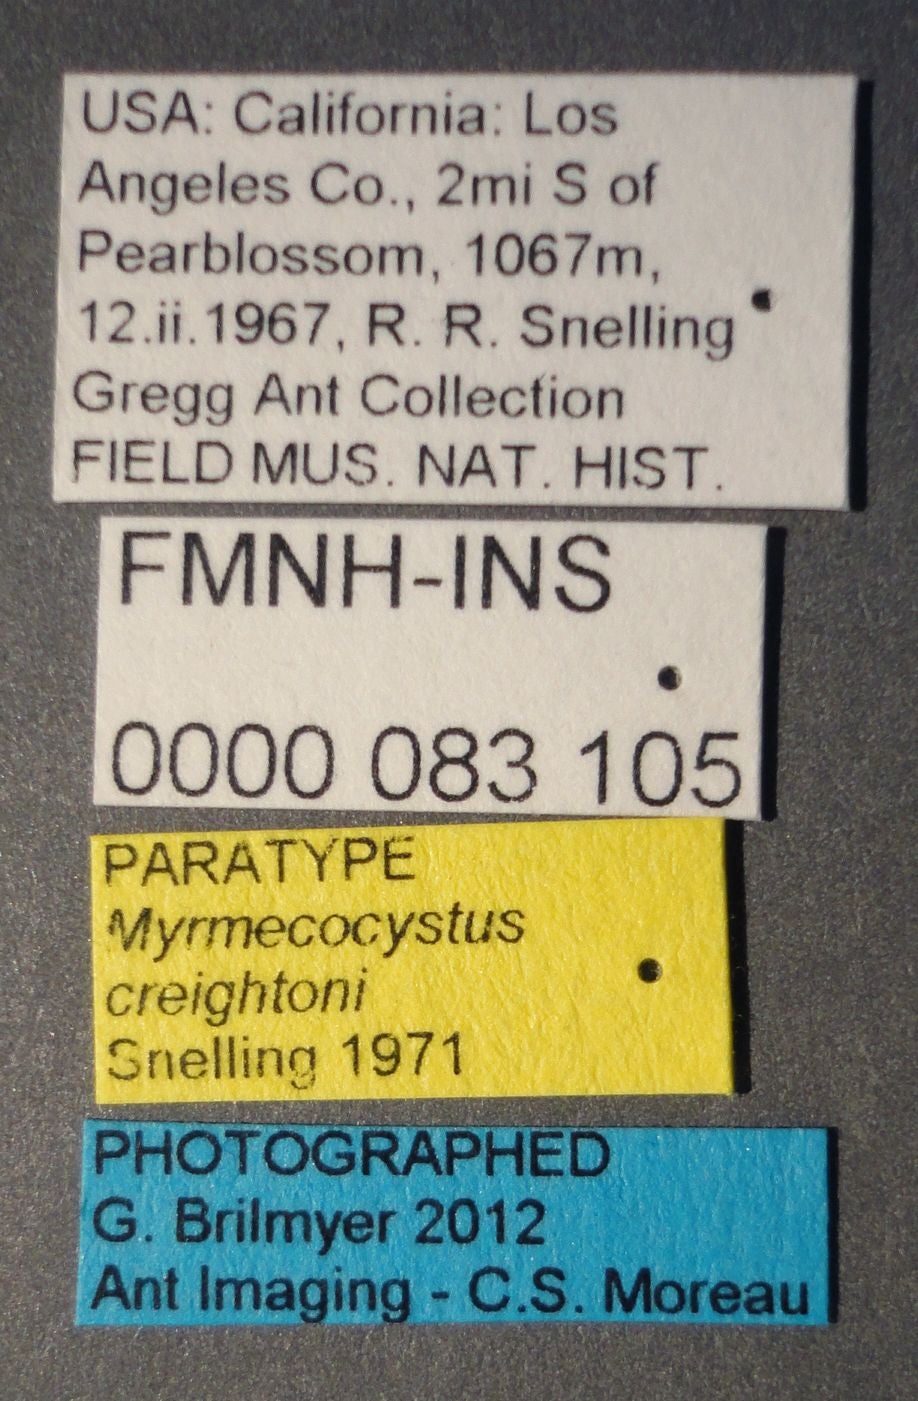 USA: California: Los
Angeles Co., 2mi S of
Pearblossom, 1067m,
12.ii.1967, R. R. Snelling
Gregg Ant Collection
FIELD MUS. NAT. HIST.
FMNH-INS
0000 083 105
PARATYPE
Myrmecocystus
creightoni
Snelling 1971
PHOTOGRAPHED
G. Brilmyer 2012
Ant Imaging - C.S. Moreau